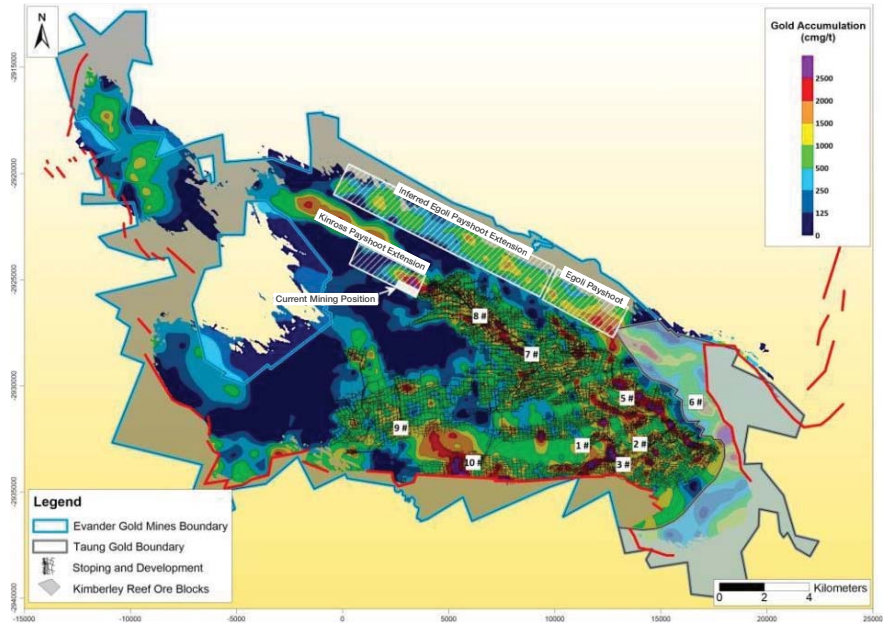 N
Gold Accumulation
(cmg/t)
2500
2000
1500
1000
500
250
125
0
Inferred Egoli Payshoot Extension
Kinross Payshoot Extension
Egoli Payshoot
Current Mining Position
8 #
7 #
5 #
6 #
9 #
1 #
2 #
10 #
3 #
Legend
Evander Gold Mines Boundary
Taung Gold Boundary
Stoping and Development
Kimberley Reef Ore Blocks
Kilometers
0 2 4
-2915000
-2920000
-2925000
-2930000
-2935000
-2940000
-15000 -10000 -5000 0 5000 10000 15000 20000 25000